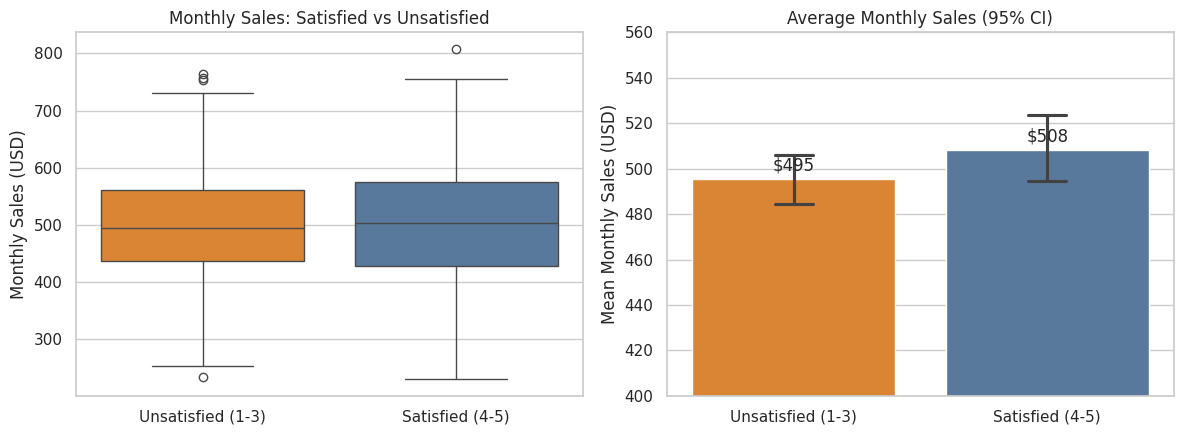 Monthly Sales: Satisfied vs Unsatisfied
Monthly Sales (USD)
800
700
600
500
400
300
Unsatisfied (1-3)
Satisfied (4-5)
Average Monthly Sales (95% CI)
Mean Monthly Sales (USD)
560
540
520
500
480
460
440
420
400
$495
$508
Unsatisfied (1-3)
Satisfied (4-5)